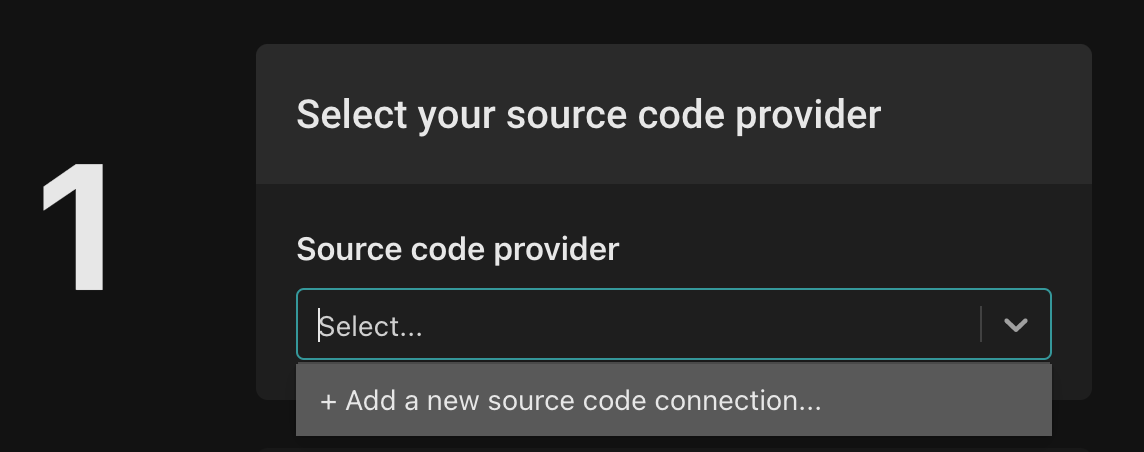 1
Select your source code provider
Source code provider
Select...
+ Add a new source code connection...